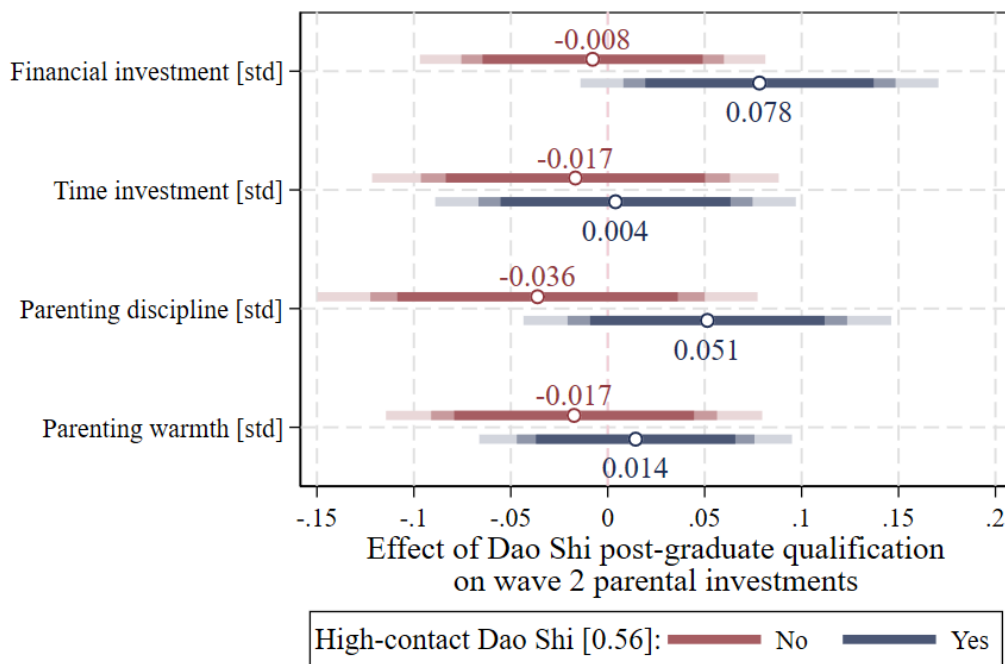 -0.008
Financial investment [std]
0.078
-0.017
Time investment [std]
0.004
-0.036
Parenting discipline [std]
0.051
-0.017
Parenting warmth [std]
0.014
-.15 -.1 -.05 0 .05 .1 .15 .2
Effect of Dao Shi post-graduate qualification
on wave 2 parental investments
High-contact Dao Shi [0.56]: No Yes